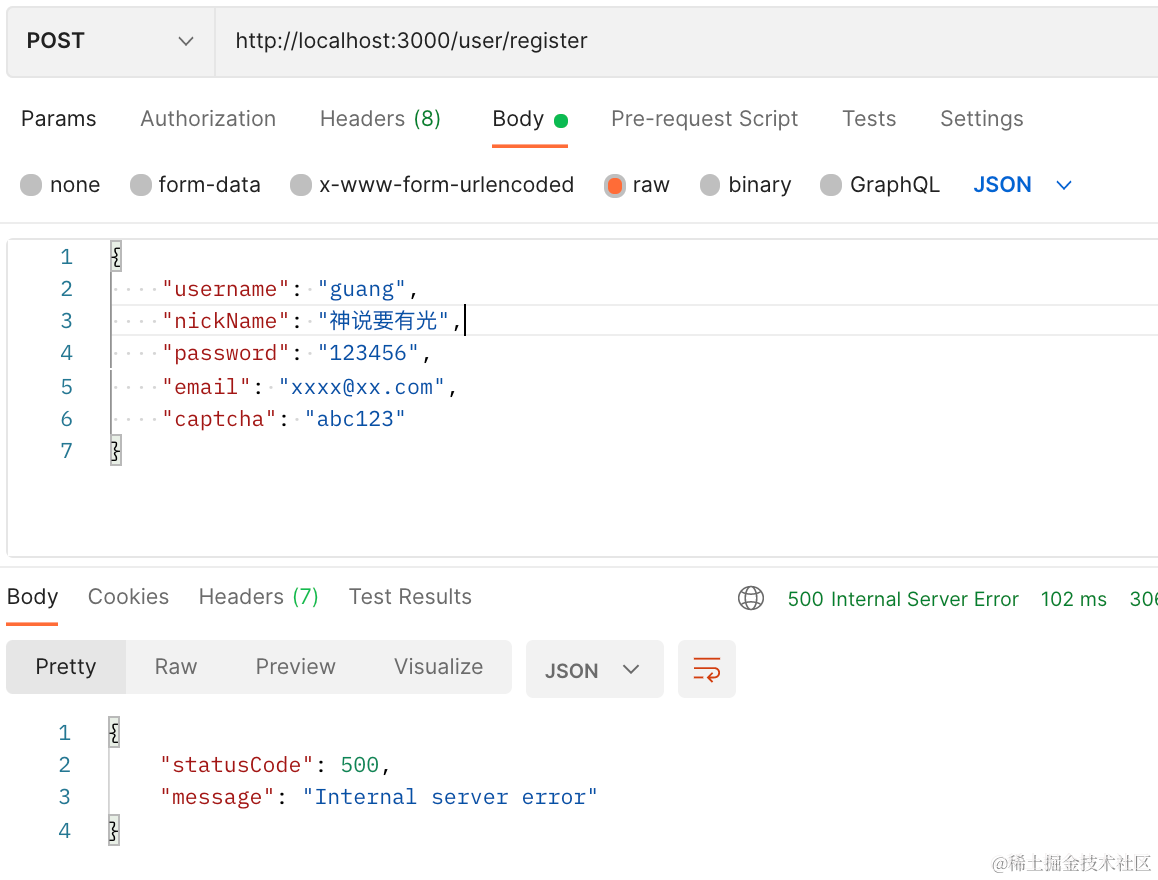 POST http://localhost:3000/user/register
Params Authorization Headers (8) Body Pre-request Script Tests Settings
none form-data x-www-form-urlencoded raw binary GraphQL JSON
1 {
2 "username": "guang",
3 "nickName": "神说要有光",
4 "password": "123456",
5 "email": "xxxx@xx.com",
6 "captcha": "abc123"
7 }
Body Cookies Headers (7) Test Results 500 Internal Server Error 102 ms 306
Pretty Raw Preview Visualize JSON
1 {
2 "statusCode": 500,
3 "message": "Internal server error"
4 }
@稀土掘金技术社区